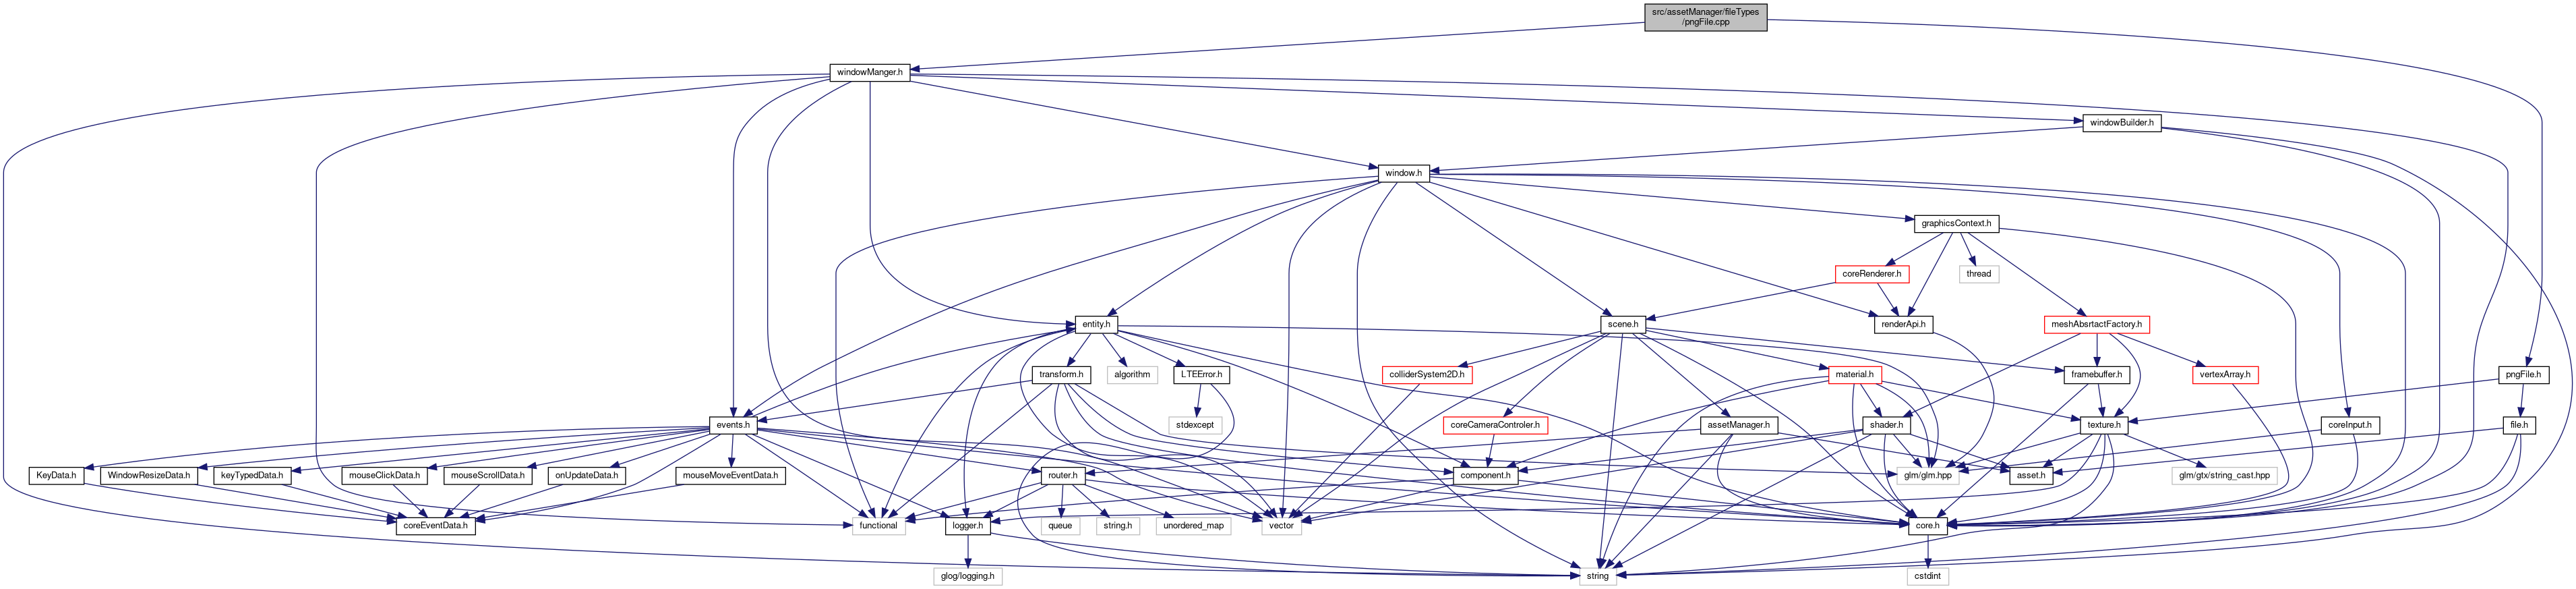 src/assetManager/fileTypes
/pngFile.cpp
windowManger.h
windowBuilder.h
window.h
graphicsContext.h
coreRenderer.h
thread
entity.h
scene.h
renderApi.h
meshAbsrtactFactory.h
transform.h
algorithm
LTEError.h
colliderSystem2D.h
material.h
framebuffer.h
vertexArray.h
pngFile.h
stdexcept
events.h
coreCameraControler.h
assetManager.h
shader.h
texture.h
coreInput.h
file.h
KeyData.h
WindowResizeData.h
keyTypedData.h
mouseClickData.h
mouseScrollData.h
onUpdateData.h
mouseMoveEventData.h
router.h
component.h
glm/glm.hpp
asset.h
glm/gtx/string_cast.hpp
coreEventData.h
functional
logger.h
queue
string.h
unordered_map
vector
core.h
glog/logging.h
string
cstdint